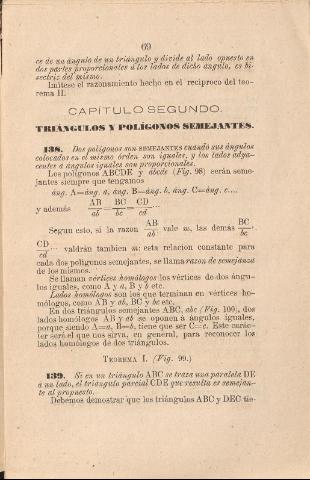 69
ce de un ángulo de un triángulo y divide al lado opuesto en
dos partes proporcionales á los lados de dicho ángulo, es bi-
sectriz del mismo.
Imítese el razonamiento hecho en el recíproco del teo-
rema II.
CAPÍTULO SEGUNDO.
TRIÁNGULOS Y POLÍGONOS SEMEJANTES.
138. Dos polígonos son SEMEJANTES cuando sus ángulos
colocados en el mismo órden son iguales, y los lados adya-
centes á ángulos iguales son proporcionales.
Los polígonos ABCDE y abcde (Fig. 98) serán seme-
jantes siempre que tengamos
áng. A=áng. a, áng. B=áng. b, áng. C=áng. c....
y además AB/ab = BC/bc = CD/cd ...
Segun esto, si la razon AB/ab vale m, las demás BC/bc,
CD/cd... valdrán tambien m: esta relacion constante para
cada dos polígonos semejantes, se llama razon de semejanza
de los mismos.
Se llaman vértices homólogos los vértices de dos ángu-
los iguales, como A y a, B y b etc.
Lados homólogos son los que terminan en vértices ho-
mólogos, como AB y ab, BC y bc etc.
En dos triángulos semejantes ABC, abc (Fig. 100), dos
lados homólogos AB y ab se oponen á ángulos iguales,
porque siendo A=a, B=b, tiene que ser C=c. Este carác-
ter será el que nos sirva, en general, para reconocer los
lados homólogos de dos triángulos.
TEOREMA I. (Fig. 99.)
139. Si en un triángulo ABC se traza una paralela DE
á un lado, el triángulo parcial CDE que resulta es semejan-
te al propuesto.
Debemos demostrar que los triángulos ABC y DEC tie-